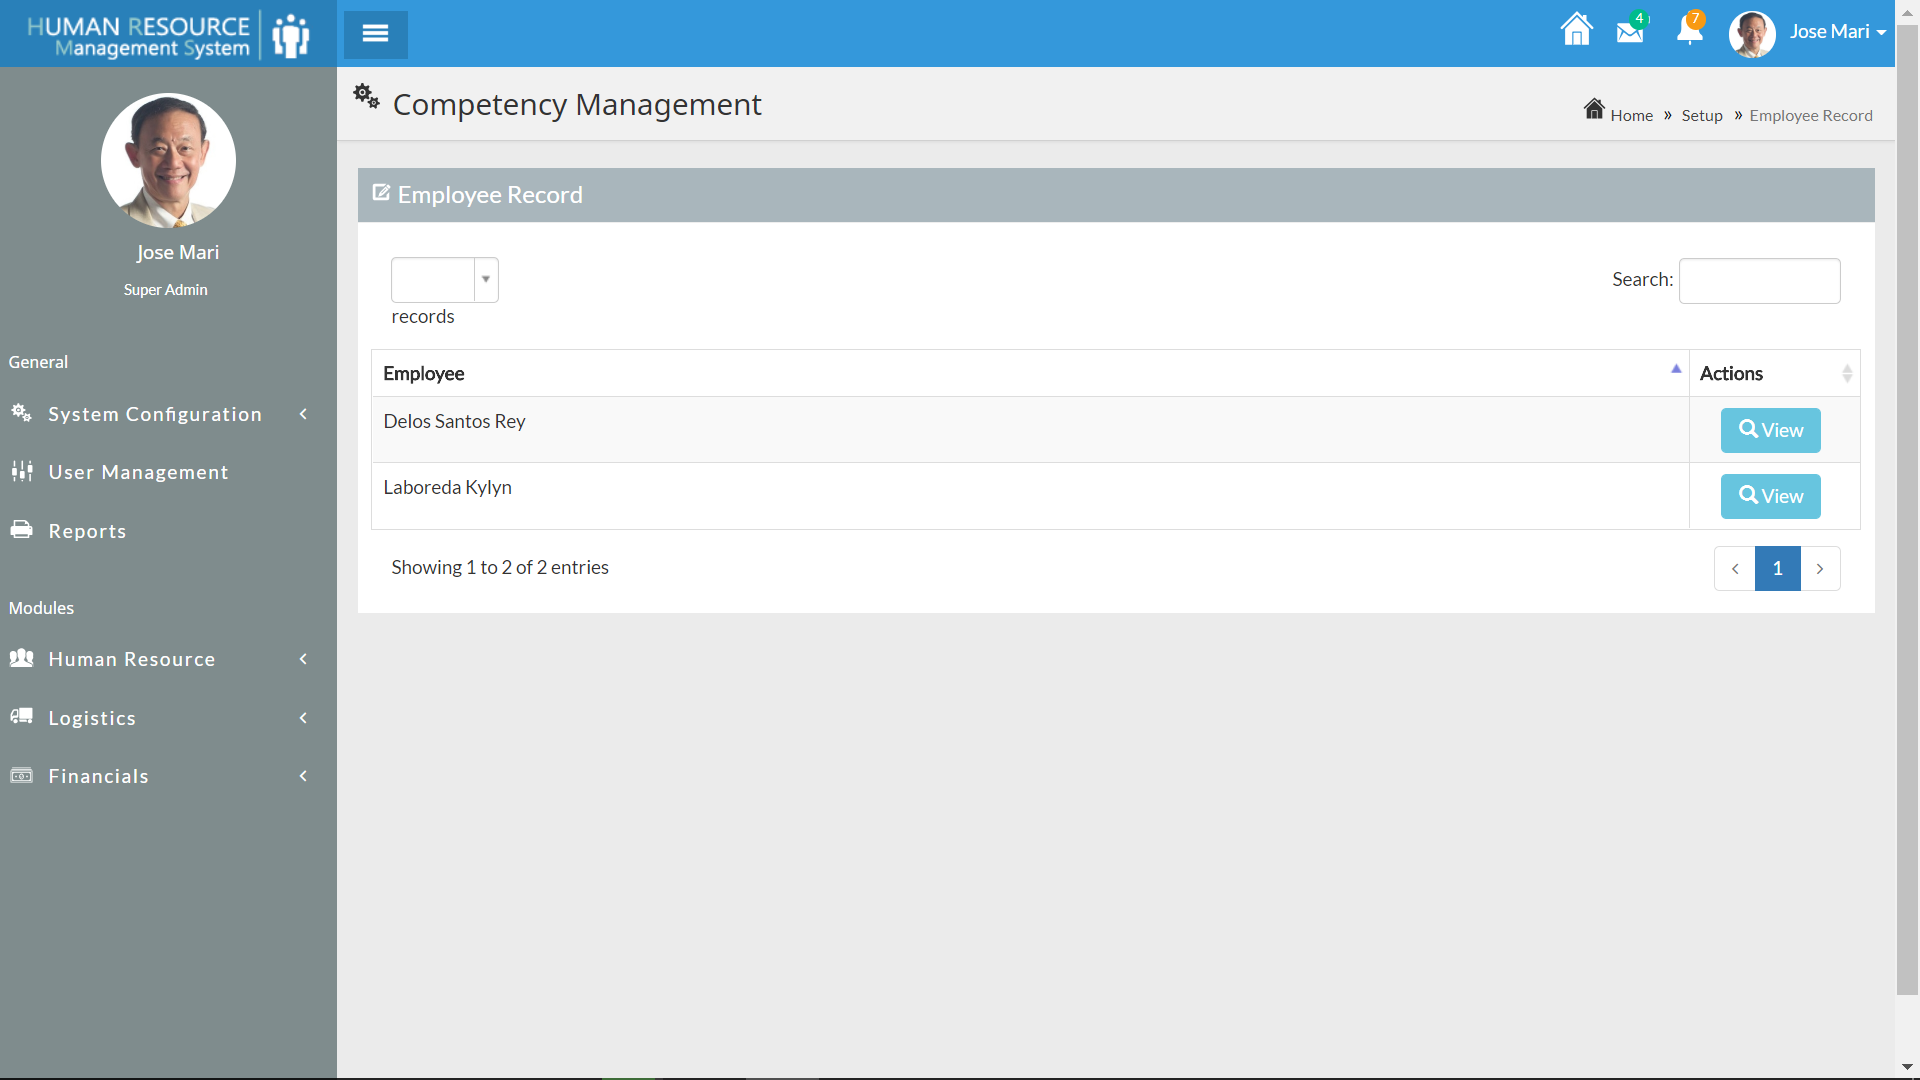 HUMAN RESOURCE
Management System
4
7
Jose Mari
Competency Management
Home » Setup » Employee Record
Jose Mari
Super Admin
General
System Configuration
User Management
Reports
Modules
Human Resource
Logistics
Financials
Employee Record
records
Search:
Employee Actions
Delos Santos Rey View
Laboreda Kylyn View
Showing 1 to 2 of 2 entries
1